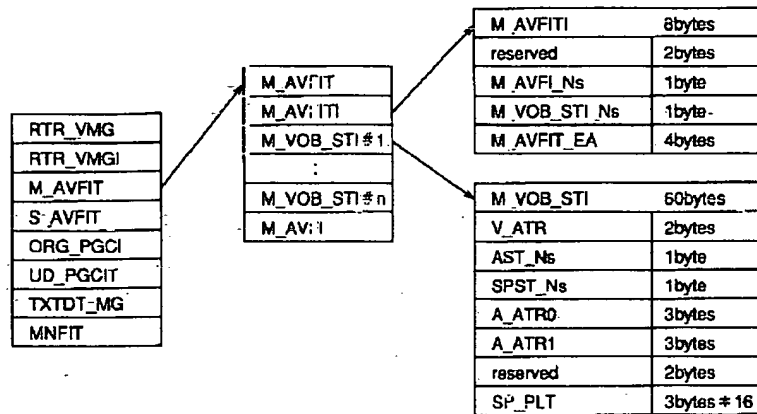 RTR_VMG
RTR_VMGI
M_AVFIT
S_AVFIT
ORG_PGCI
UD_PGCIT
TXTDT_MG
MNFIT
M_AVFIT
M_AVFITI
M_VOB_STI#1
:
M_VOB_STI#n
M_AVFI
M_AVFITI 8bytes
reserved 2bytes
M_AVFI_Ns 1byte
M_VOB_STI_Ns 1byte
M_AVFIT_EA 4bytes
M_VOB_STI 60bytes
V_ATR 2bytes
AST_Ns 1byte
SPST_Ns 1byte
A_ATR0 3bytes
A_ATR1 3bytes
reserved 2bytes
SP_PLT 3bytes*16